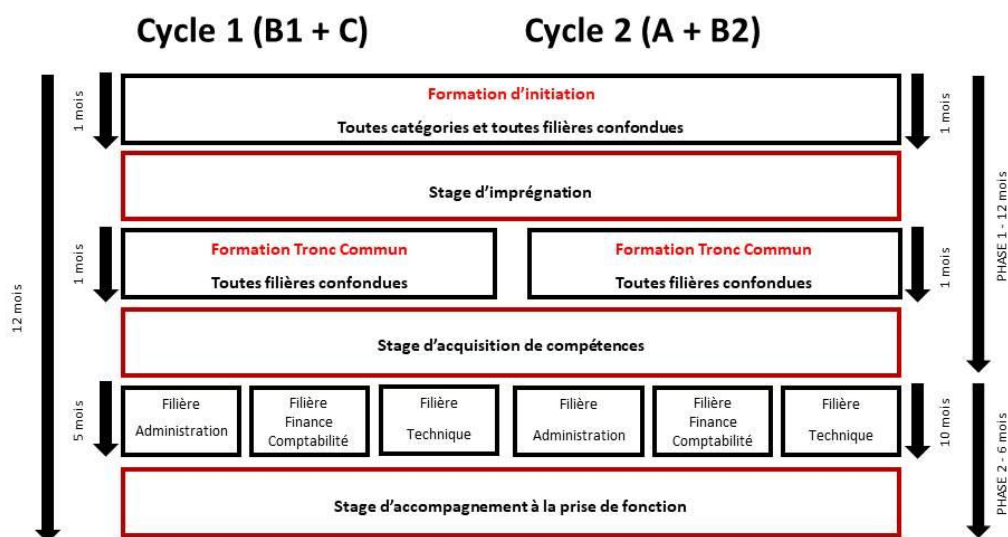 Cycle 1 (B1 + C)
Cycle 2 (A + B2)
Formation d'initiation
Toutes catégories et toutes filières confondues
1 mois
1 mois
Stage d'imprégnation
Formation Tronc Commun
Toutes filières confondues
Formation Tronc Commun
Toutes filières confondues
1 mois
1 mois
12 mois
PHASE 1 - 12 mois
Stage d'acquisition de compétences
5 mois
Filière
Administration
Filière
Finance
Comptabilité
Filière
Technique
Filière
Administration
Filière
Finance
Comptabilité
Filière
Technique
10 mois
PHASE 2 - 6 mois
Stage d'accompagnement à la prise de fonction